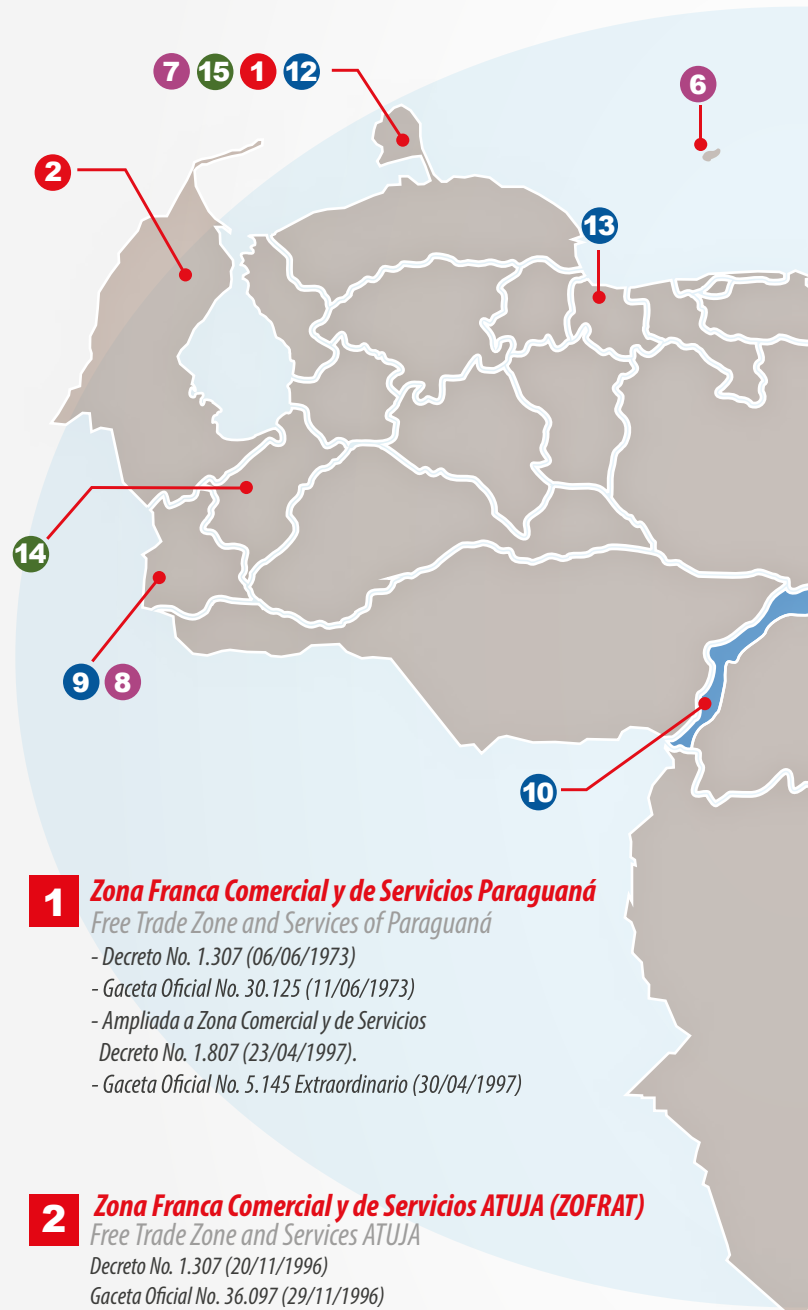 7 15 1 12
6
2
13
14
9 8
10
1 Zona Franca Comercial y de Servicios Paraguaná
Free Trade Zone and Services of Paraguaná
- Decreto No. 1.307 (06/06/1973)
- Gaceta Oficial No. 30.125 (11/06/1973)
- Ampliada a Zona Comercial y de Servicios
Decreto No. 1.807 (23/04/1997).
- Gaceta Oficial No. 5.145 Extraordinario (30/04/1997)
2 Zona Franca Comercial y de Servicios ATUJA (ZOFRAT)
Free Trade Zone and Services ATUJA
Decreto No. 1.307 (20/11/1996)
Gaceta Oficial No. 36.097 (29/11/1996)